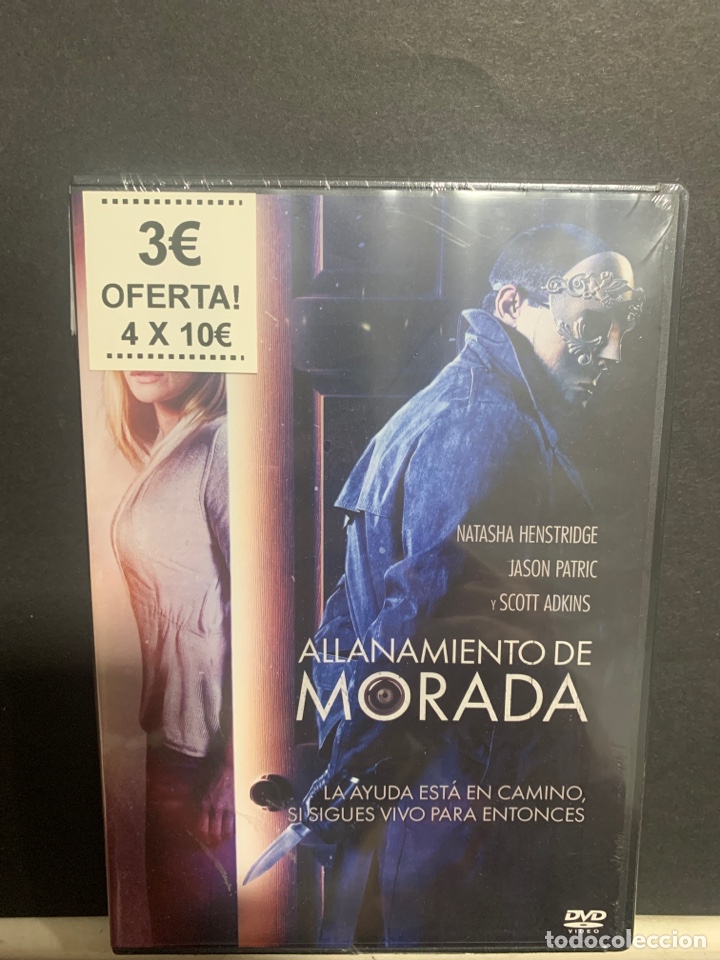 3€
OFERTA!
4 X 10€
NATASHA HENSTRIDGE
JASON PATRIC
Y SCOTT ADKINS
ALLANAMIENTO DE
MORADA
LA AYUDA ESTÁ EN CAMINO,
SI SIGUES VIVO PARA ENTONCES
DVD
VIDEO
todocoleccion